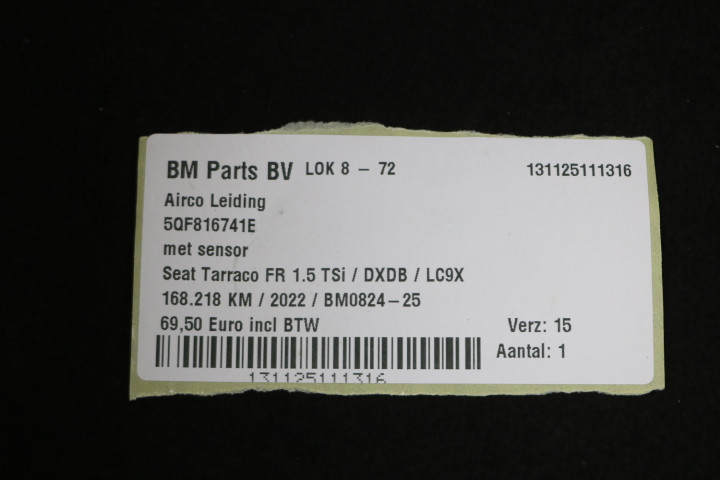 BM Parts BV LOK 8 - 72 131125111316
Airco Leiding
5QF816741E
met sensor
Seat Tarraco FR 1.5 TSi / DXDB / LC9X
168.218 KM / 2022 / BM0824-25
69,50 Euro incl BTW Verz: 15
Aantal: 1
131125111316